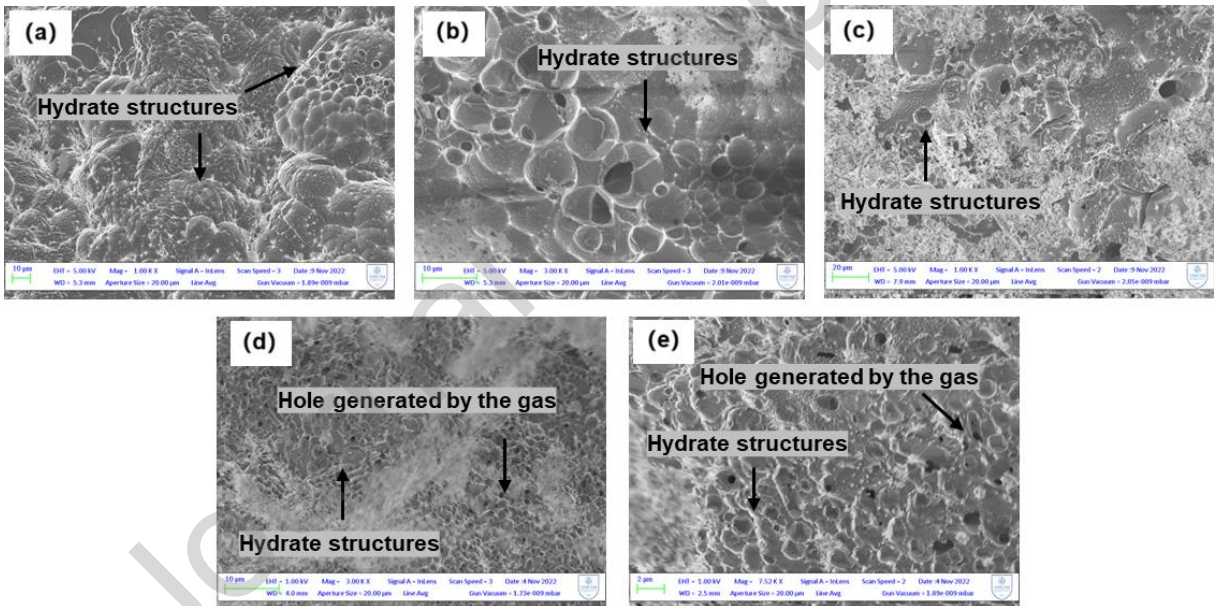 (a)
Hydrate structures
10 µm
EHT = 5.00 kV Mag = 1.00 K X Signal A = InLens Scan Speed = 3 Date :9 Nov 2022
WD = 5.3 mm Aperture Size = 20.00 µm Line Avg Gun Vacuum = 1.89e-009 mbar
(b)
Hydrate structures
10 µm
EHT = 5.00 kV Mag = 3.00 K X Signal A = InLens Scan Speed = 3 Date :9 Nov 2022
WD = 5.3 mm Aperture Size = 20.00 µm Line Avg Gun Vacuum = 2.01e-009 mbar
(c)
Hydrate structures
20 µm
EHT = 5.00 kV Mag = 1.00 K X Signal A = InLens Scan Speed = 2 Date :9 Nov 2022
WD = 7.9 mm Aperture Size = 20.00 µm Line Avg Gun Vacuum = 2.05e-009 mbar
(d)
Hole generated by the gas
Hydrate structures
10 µm
EHT = 1.00 kV Mag = 3.00 K X Signal A = InLens Scan Speed = 3 Date :4 Nov 2022
WD = 4.0 mm Aperture Size = 20.00 µm Line Avg Gun Vacuum = 1.73e-009 mbar
(e)
Hole generated by the gas
Hydrate structures
2 µm
EHT = 1.00 kV Mag = 7.52 K X Signal A = InLens Scan Speed = 2 Date :4 Nov 2022
WD = 2.5 mm Aperture Size = 20.00 µm Line Avg Gun Vacuum = 1.89e-009 mbar